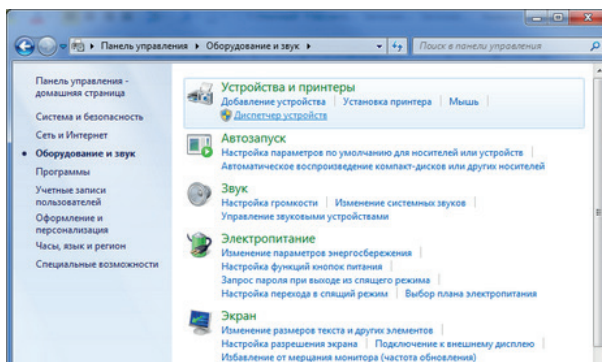 Панель управления ▸ Оборудование и звук ▸
Поиск в панели управления
Панель управления -
домашняя страница
Система и безопасность
Сеть и Интернет
Оборудование и звук
Программы
Учетные записи
пользователей
Оформление и
персонализация
Часы, язык и регион
Специальные возможности
Устройства и принтеры
Добавление устройства | Установка принтера | Мышь |
Диспетчер устройств
Автозапуск
Настройка параметров по умолчанию для носителей или устройств |
Автоматическое воспроизведение компакт-дисков или других носителей
Звук
Настройка громкости | Изменение системных звуков |
Управление звуковыми устройствами
Электропитание
Изменение параметров энергосбережения |
Настройка функций кнопок питания |
Запрос пароля при выходе из спящего режима |
Настройка перехода в спящий режим | Выбор плана электропитания
Экран
Изменение размеров текста и других элементов |
Настройка разрешения экрана | Подключение к внешнему дисплею |
Избавление от мерцания монитора (частота обновления)